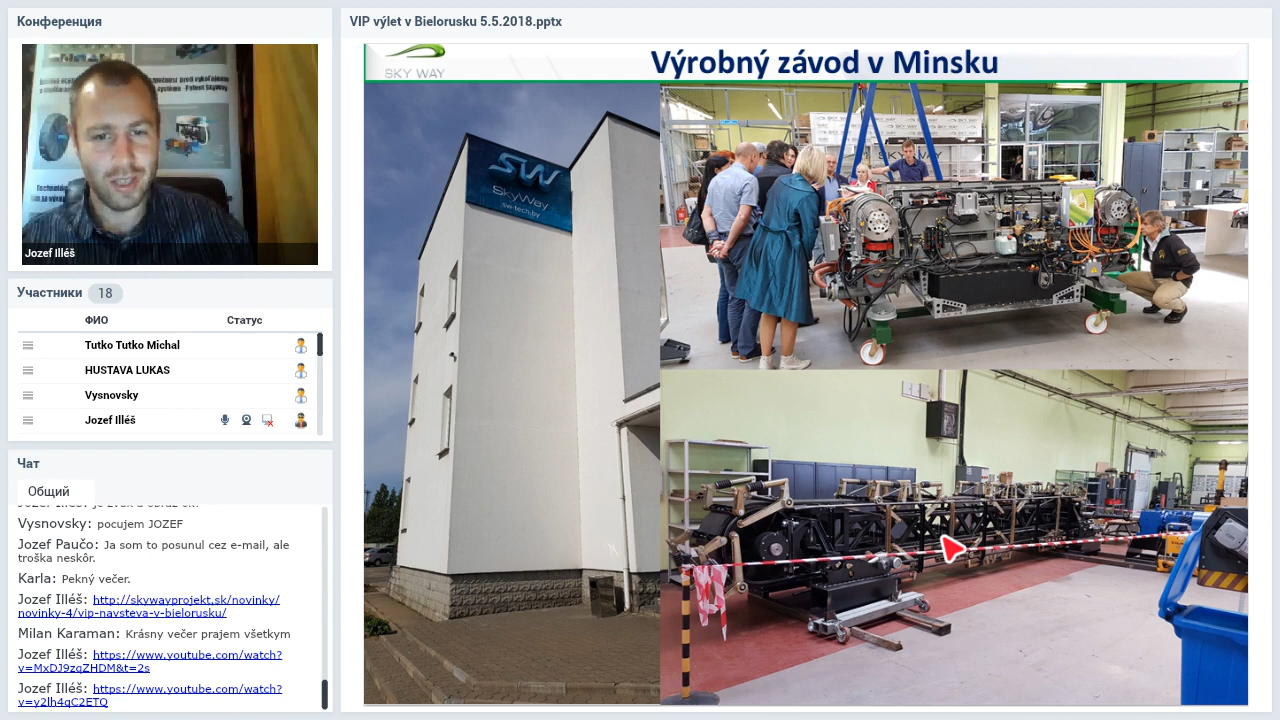 Конференция
Jozef Illéš
Участники 18
ФИО Статус
Tutko Tutko Michal
HUSTAVA LUKAS
Vysnovsky
Jozef Illéš
Чат
Общий
Vysnovsky: pocujem JOZEF
Jozef Paučo: Ja som to posunul cez e-mail, ale
troška neskôr.
Karla: Pekný večer.
Jozef Illéš: http://skywayprojekt.sk/novinky/
novinky-4/vip-navsteva-v-bielorusku/
Milan Karaman: Krásny večer prajem všetkym
Jozef Illéš: https://www.youtube.com/watch?
v=MxDJ9zqZHDM&t=2s
Jozef Illéš: https://www.youtube.com/watch?
v=y2lh4qC2ETQ
VIP výlet v Bielorusku 5.5.2018.pptx
SKY WAY
Výrobný závod v Minsku
SW
SkyWay
sw-tech.by